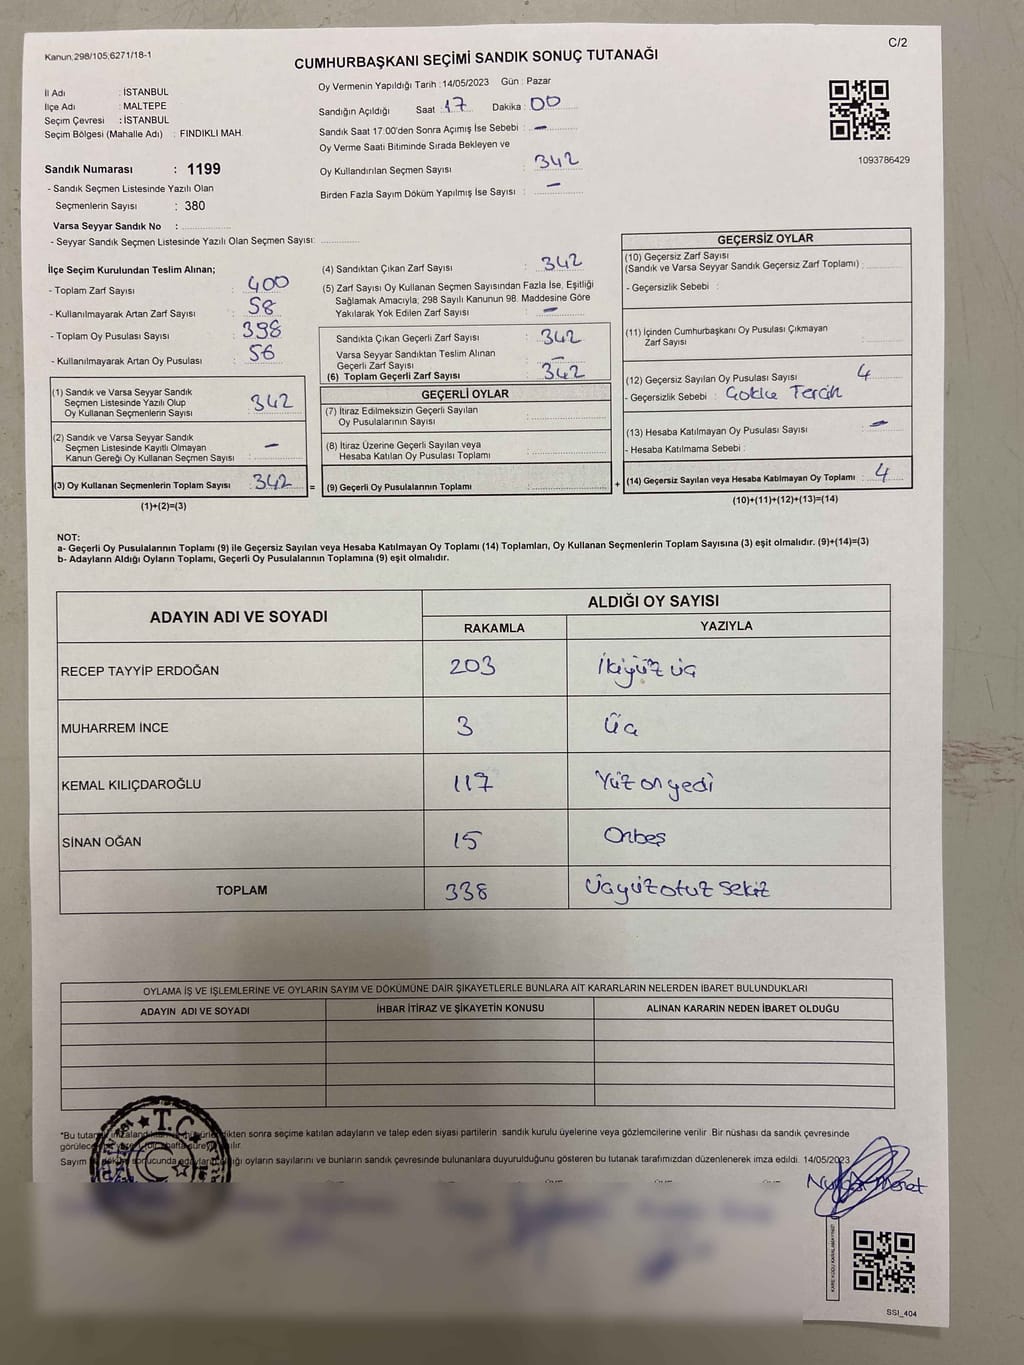 Kanun,298/105;6271/18-1
C/2
CUMHURBAŞKANI SEÇİMİ SANDIK SONUÇ TUTANAĞI
İl Adı : İSTANBUL
İlçe Adı : MALTEPE
Seçim Çevresi : İSTANBUL
Seçim Bölgesi (Mahalle Adı) : FINDIKLI MAH.
Sandık Numarası : 1199
- Sandık Seçmen Listesinde Yazılı Olan
Seçmenlerin Sayısı : 380
Varsa Seyyar Sandık No :
- Seyyar Sandık Seçmen Listesinde Yazılı Olan Seçmen Sayısı:
Oy Vermenin Yapıldığı Tarih : 14/05/2023 Gün : Pazar
Sandığın Açıldığı Saat : 17 Dakika : 00
Sandık Saat 17.00'den Sonra Açımış İse Sebebi : —
Oy Verme Saati Bitiminde Sırada Bekleyen ve
Oy Kullandırılan Seçmen Sayısı : 342
Birden Fazla Sayım Döküm Yapılmış İse Sayısı : —
1093786429
İlçe Seçim Kurulundan Teslim Alınan;
- Toplam Zarf Sayısı : 400
- Kullanılmayarak Artan Zarf Sayısı : 58
- Toplam Oy Pusulası Sayısı : 398
- Kullanılmayarak Artan Oy Pusulası : 56
(1) Sandık ve Varsa Seyyar Sandık
Seçmen Listesinde Yazılı Olup
Oy Kullanan Seçmenlerin Sayısı : 342
(2) Sandık ve Varsa Seyyar Sandık
Seçmen Listesinde Kayıtlı Olmayan
Kanun Gereği Oy Kullanan Seçmen Sayısı : —
(3) Oy Kullanan Seçmenlerin Toplam Sayısı : 342
(1)+(2)=(3)
(4) Sandıktan Çıkan Zarf Sayısı : 342
(5) Zarf Sayısı Oy Kullanan Seçmen Sayısından Fazla İse, Eşitliği
Sağlamak Amacıyla, 298 Sayılı Kanunun 98. Maddesine Göre
Yakılarak Yok Edilen Zarf Sayısı : —
Sandıkta Çıkan Geçerli Zarf Sayısı : 342
Varsa Seyyar Sandıktan Teslim Alınan
Geçerli Zarf Sayısı : —
(6) Toplam Geçerli Zarf Sayısı : 342
GEÇERLİ OYLAR
(7) İtiraz Edilmeksizin Geçerli Sayılan
Oy Pusulasının Sayısı :
(8) İtiraz Üzerine Geçerli Sayılan veya
Hesaba Katılan Oy Pusulası Toplamı :
= (9) Geçerli Oy Pusulalarının Toplamı :
GEÇERSİZ OYLAR
(10) Geçersiz Zarf Sayısı
(Sandık ve Varsa Seyyar Sandık Geçersiz Zarf Toplamı) :
- Geçersizlik Sebebi :
(11) İçinden Cumhurbaşkanı Oy Pusulası Çıkmayan
Zarf Sayısı :
(12) Geçersiz Sayılan Oy Pusulası Sayısı : 4
- Geçersizlik Sebebi : Çoklu Tercih
(13) Hesaba Katılmayan Oy Pusulası Sayısı : —
- Hesaba Katılmama Sebebi :
+ (14) Geçersiz Sayılan veya Hesaba Katılmayan Oy Toplamı : 4
(10)+(11)+(12)+(13)=(14)
NOT:
a- Geçerli Oy Pusulalarının Toplamı (9) ile Geçersiz Sayılan veya Hesaba Katılmayan Oy Toplamı (14) Toplamları, Oy Kullanan Seçmenlerin Toplam Sayısına (3) eşit olmalıdır. (9)+(14)=(3)
b- Adayların Aldığı Oyların Toplamı, Geçerli Oy Pusulalarının Toplamına (9) eşit olmalıdır.
ADAYIN ADI VE SOYADI
ALDIĞI OY SAYISI
RAKAMLA YAZIYLA
RECEP TAYYİP ERDOĞAN 203 İkiyüz üç
MUHARREM İNCE 3 Üç
KEMAL KILIÇDAROĞLU 117 Yüz onyedi
SİNAN OĞAN 15 Onbeş
TOPLAM 338 Üçyüz otuz sekiz
OYLAMA İŞ VE İŞLEMLERİNE VE OYLARIN SAYIM VE DÖKÜMÜNE DAİR ŞİKAYETLERLE BUNLARA AİT KARARLARIN NELERDEN İBARET BULUNDUKLARI
ADAYIN ADI VE SOYADI İHBAR İTİRAZ VE ŞİKAYETİN KONUSU ALINAN KARARIN NEDEN İBARET OLDUĞU
T.C.
*Bu sonra seçime katılan adayların ve talep eden siyasi partilerin sandık kurulu üyelerine veya gözlemcilerine verilir. Bir nüshası da sandık çevresinde
Sayım oyların sayılarını ve bunların sandık çevresinde bulunanlara duyurulduğunu gösteren bu tutanak tarafımızdan düzenlenerek imza edildi. 14/05/2023
SSI_404